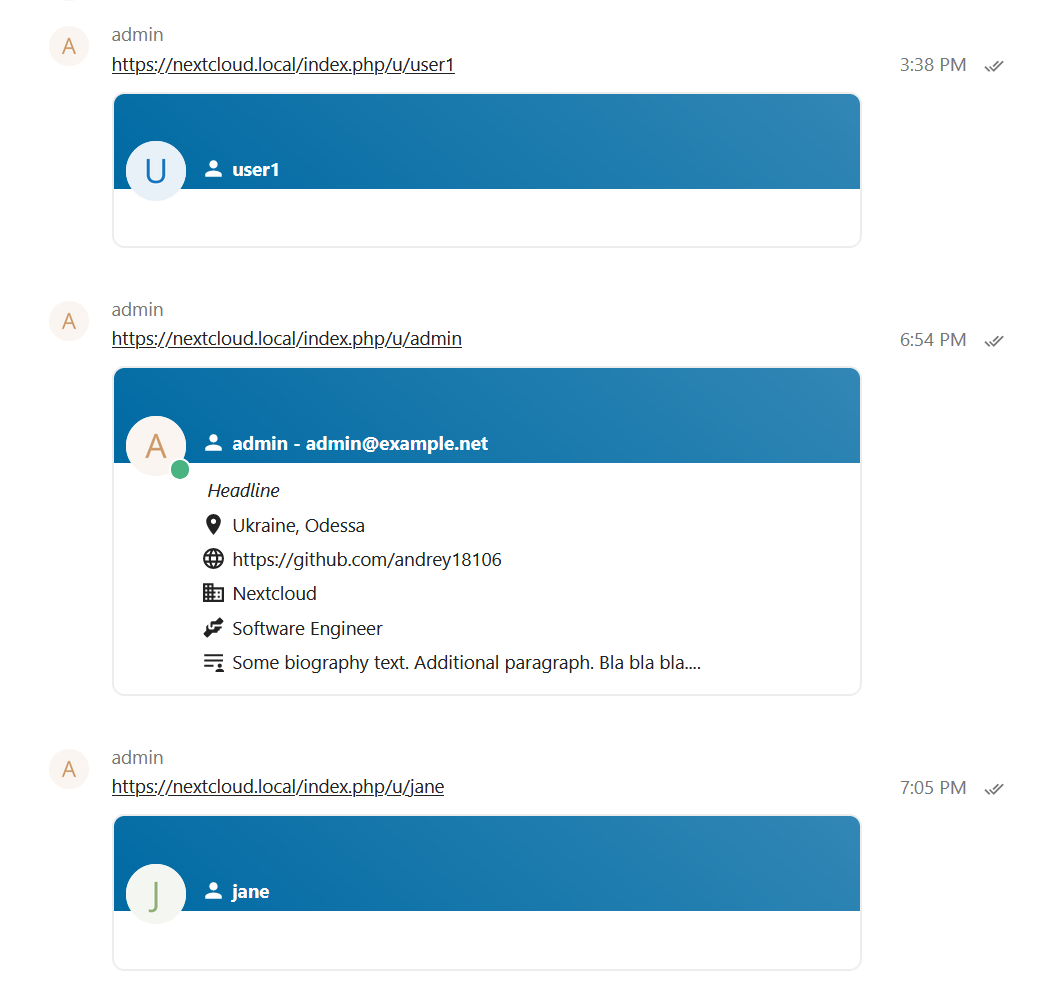 A
admin
https://nextcloud.local/index.php/u/user1
3:38 PM
U
user1
A
admin
https://nextcloud.local/index.php/u/admin
6:54 PM
A
admin - admin@example.net
Headline
Ukraine, Odessa
https://github.com/andrey18106
Nextcloud
Software Engineer
Some biography text. Additional paragraph. Bla bla bla....
A
admin
https://nextcloud.local/index.php/u/jane
7:05 PM
J
jane